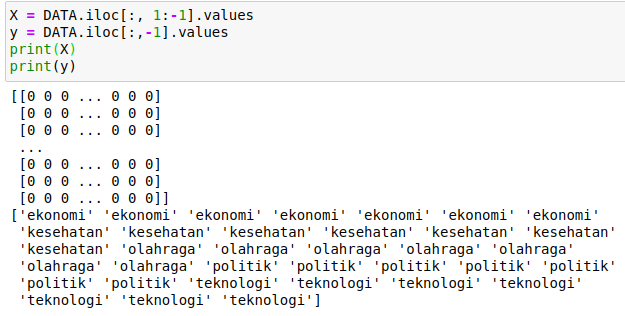 X = DATA.iloc[:, 1:-1].values
y = DATA.iloc[:,-1].values
print(X)
print(y)
[[0 0 0 ... 0 0 0]
 [0 0 0 ... 0 0 0]
 [0 0 0 ... 0 0 0]
 ...
 [0 0 0 ... 0 0 0]
 [0 0 0 ... 0 0 0]
 [0 0 0 ... 0 0 0]]
['ekonomi' 'ekonomi' 'ekonomi' 'ekonomi' 'ekonomi' 'ekonomi' 'ekonomi'
 'kesehatan' 'kesehatan' 'kesehatan' 'kesehatan' 'kesehatan' 'kesehatan'
 'kesehatan' 'olahraga' 'olahraga' 'olahraga' 'olahraga' 'olahraga'
 'olahraga' 'olahraga' 'politik' 'politik' 'politik' 'politik' 'politik'
 'politik' 'politik' 'teknologi' 'teknologi' 'teknologi' 'teknologi'
 'teknologi' 'teknologi' 'teknologi']